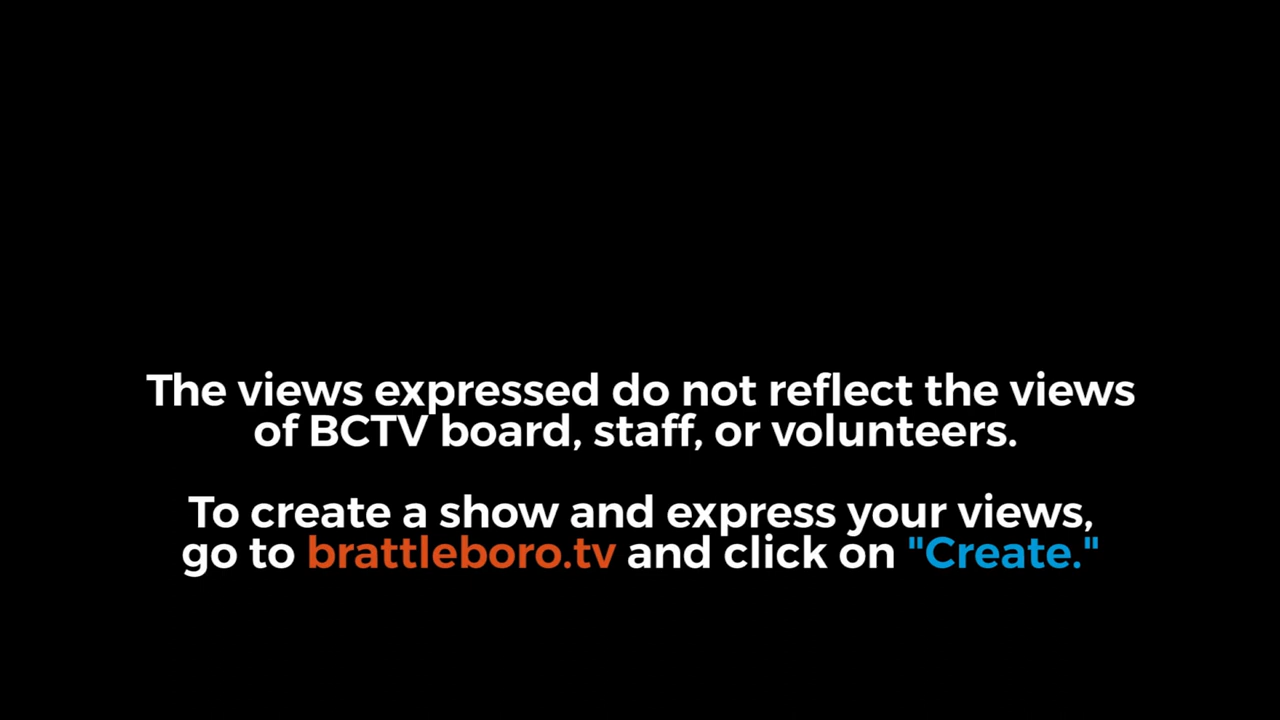 The views expressed do not reflect the views
of BCTV board, staff, or volunteers.
To create a show and express your views,
go to brattleboro.tv and click on "Create."